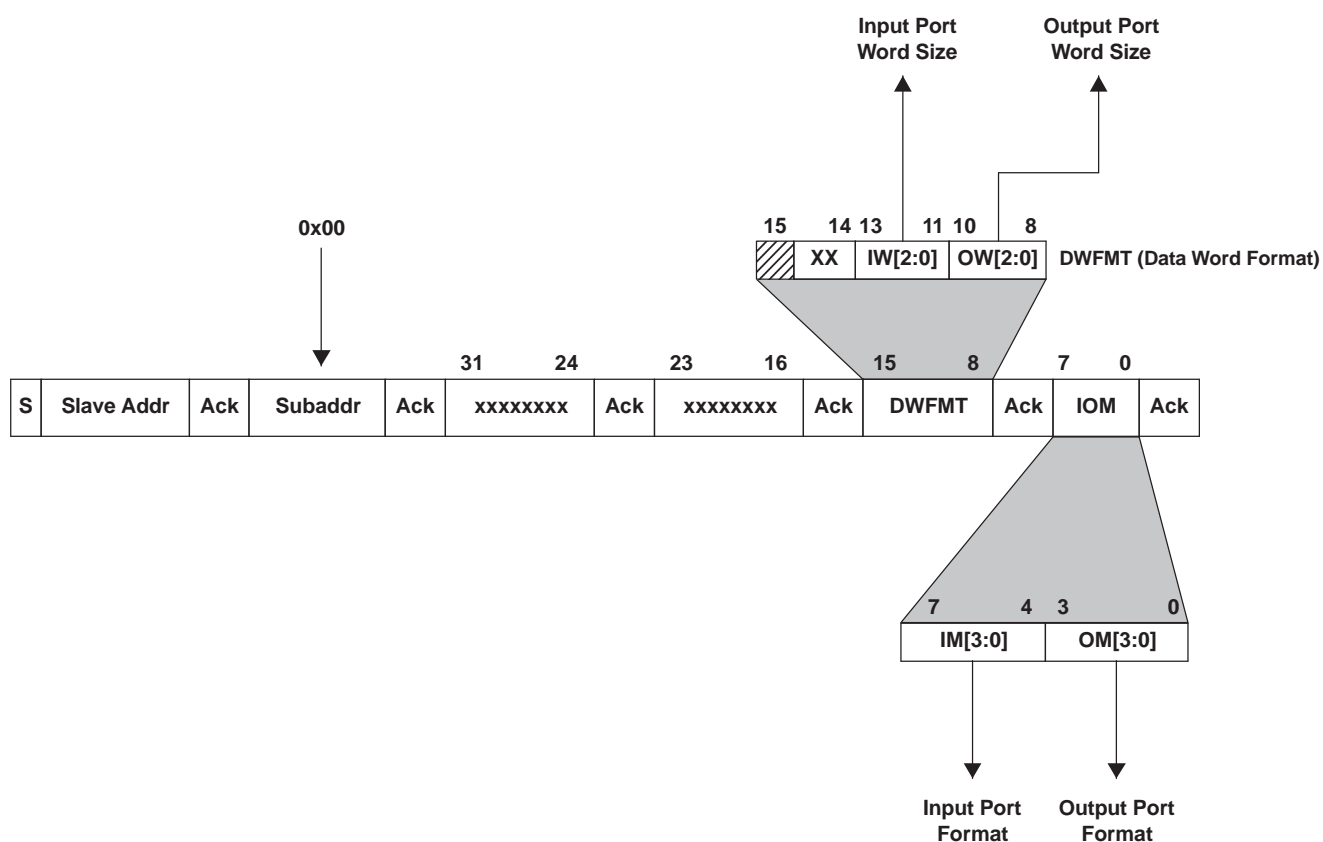 Input Port
Word Size
Output Port
Word Size
0x00
15 14 13 11 10 8
XX IW[2:0] OW[2:0] DWFMT (Data Word Format)
31 24 23 16 15 8 7 0
S Slave Addr Ack Subaddr Ack xxxxxxxx Ack xxxxxxxx Ack DWFMT Ack IOM Ack
7 4 3 0
IM[3:0] OM[3:0]
Input Port
Format
Output Port
Format